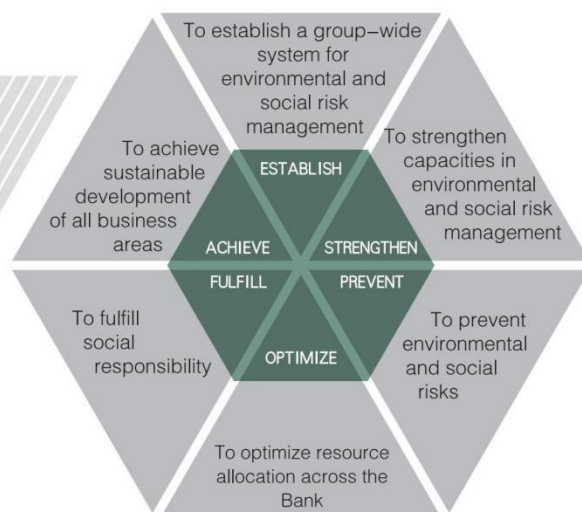 To establish a group-wide
system for
environmental and
social risk
management
To strengthen
capacities in
environmental
and social risk
management
To prevent
environmental
and social
risks
To optimize resource
allocation across the
Bank
To fulfill
social
responsibility
To achieve
sustainable
development
of all business
areas
ESTABLISH
STRENGTHEN
PREVENT
OPTIMIZE
FULFILL
ACHIEVE